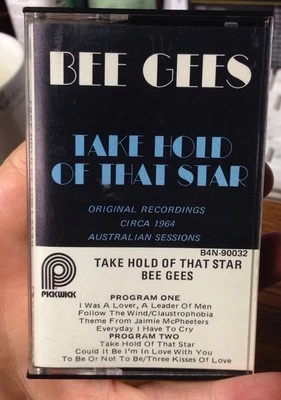 BEE GEES
TAKE HOLD
OF THAT STAR
ORIGINAL RECORDINGS
CIRCA 1964
AUSTRALIAN SESSIONS
B4N-90032
TAKE HOLD OF THAT STAR
BEE GEES
PICKWICK
PROGRAM ONE
I Was A Lover, A Leader Of Men
Follow The Wind/Claustrophobia
Theme From Jaimie McPheeters
Everyday I Have To Cry
PROGRAM TWO
Take Hold Of That Star
Could It Be I'm In Love With You
To Be Or Not To Be/Three Kisses Of Love